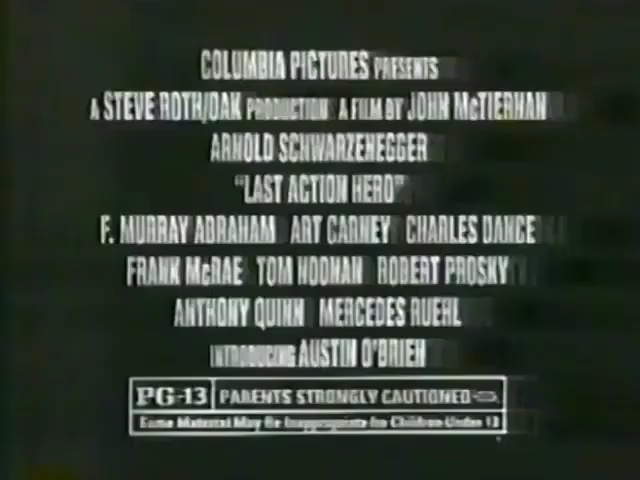 COLUMBIA PICTURES PRESENTS
A STEVE ROTH/OAK PRODUCTION A FILM BY JOHN McTIERNAN
ARNOLD SCHWARZENEGGER
"LAST ACTION HERO"
F. MURRAY ABRAHAM ART CARNEY CHARLES DANCE
FRANK McRAE TOM NOONAN ROBERT PROSKY
ANTHONY QUINN MERCEDES RUEHL
INTRODUCING AUSTIN O'BRIEN
PG-13 PARENTS STRONGLY CAUTIONED
Some Material May Be Inappropriate for Children Under 13